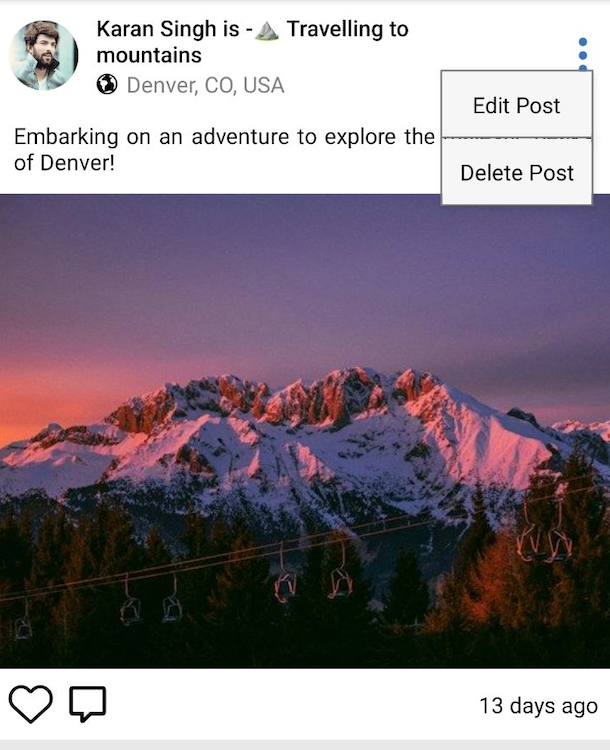 Karan Singh is -⛰️ Travelling to
mountains
Denver, CO, USA
Edit Post
Embarking on an adventure to explore the
of Denver!
Delete Post
13 days ago